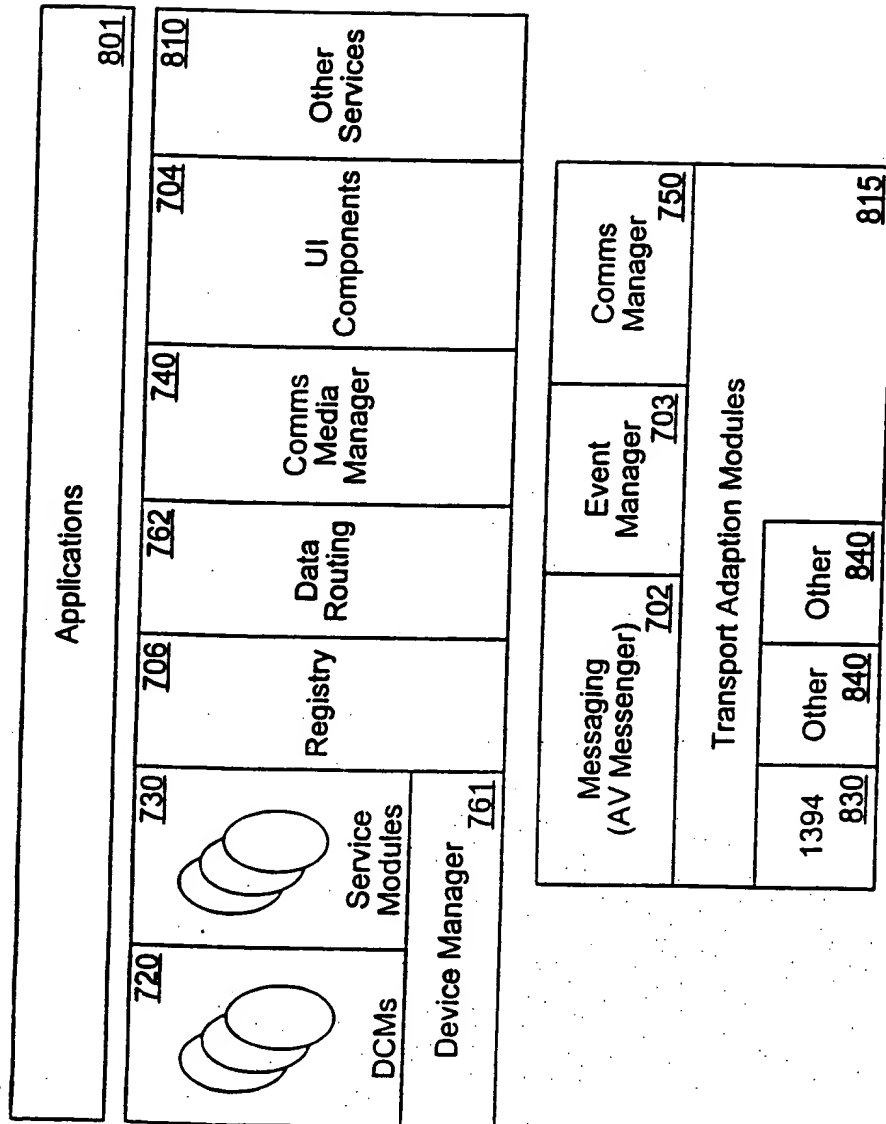 Applications
801
720
DCMs
730
Service
Modules
Device Manager
761
706
Registry
762
Data
Routing
740
Comms
Media
Manager
704
UI
Components
810
Other
Services
Messaging
(AV Messenger)
702
Event
Manager
703
Comms
Manager
750
Transport Adaption Modules
815
1394
830
Other
840
Other
840